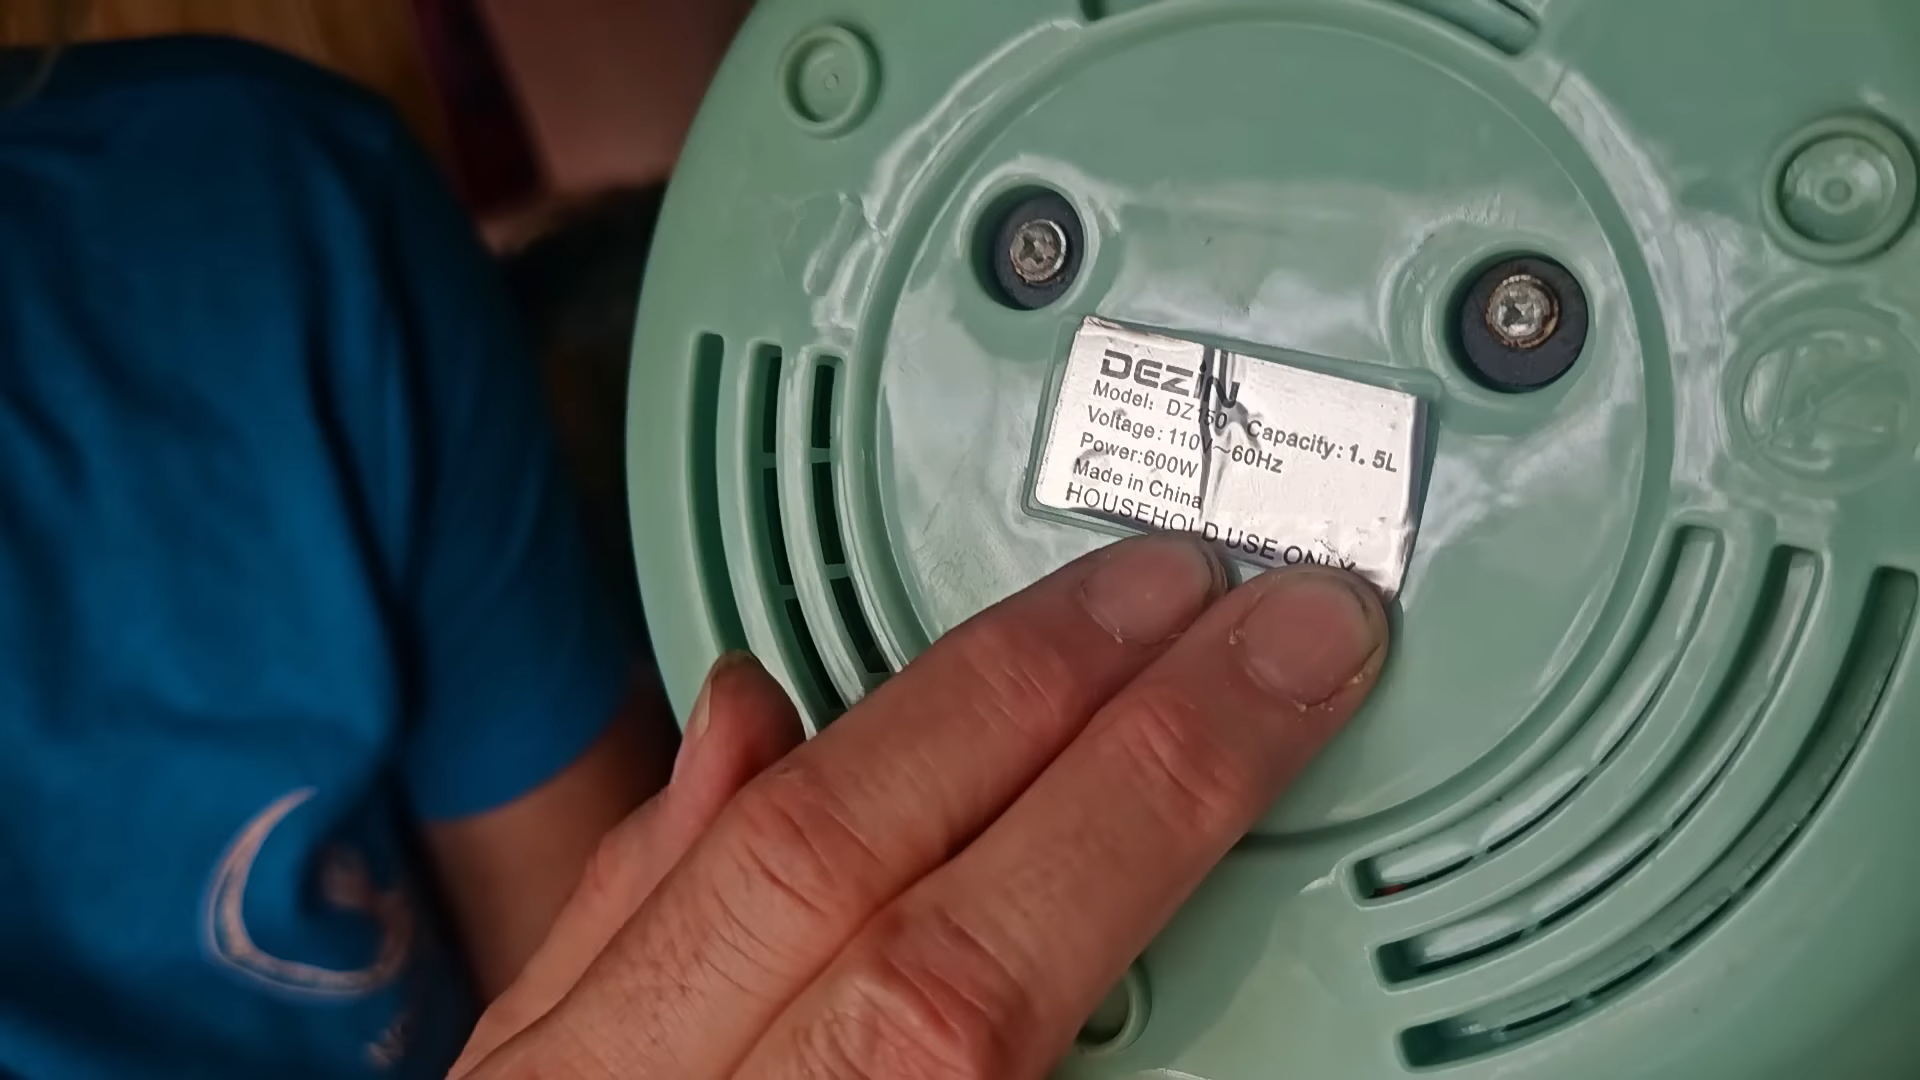 DEZiN
Model: DZ150 Capacity: 1.5L
Voltage: 110V~60Hz
Power:600W
Made in China
HOUSEHOLD USE ONLY